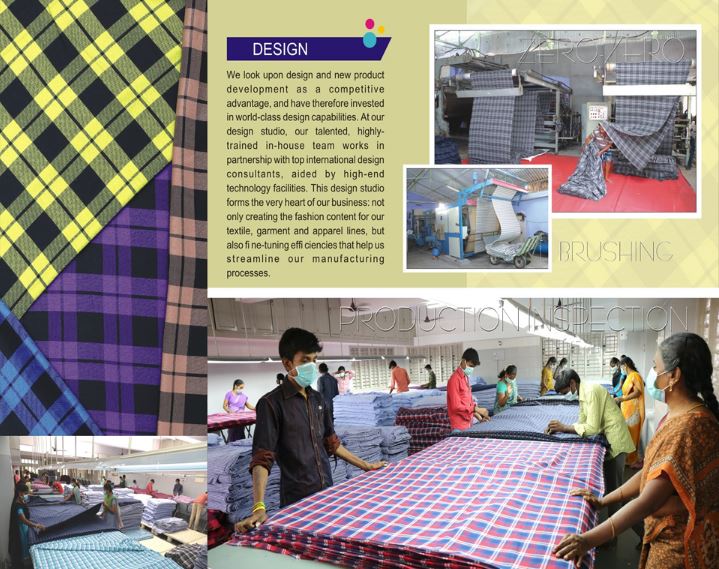 DESIGN
We look upon design and new product
development as a competitive
advantage, and have therefore invested
in world-class design capabilities. At our
design studio, our talented, highly-
trained in-house team works in
partnership with top international design
consultants, aided by high-end
technology facilities. This design studio
forms the very heart of our business: not
only creating the fashion content for our
textile, garment and apparel lines, but
also fi ne-tuning effi ciencies that help us
streamline our manufacturing
processes.
ZERO ZERO
BRUSHING
PRODUCTION INSPECTION